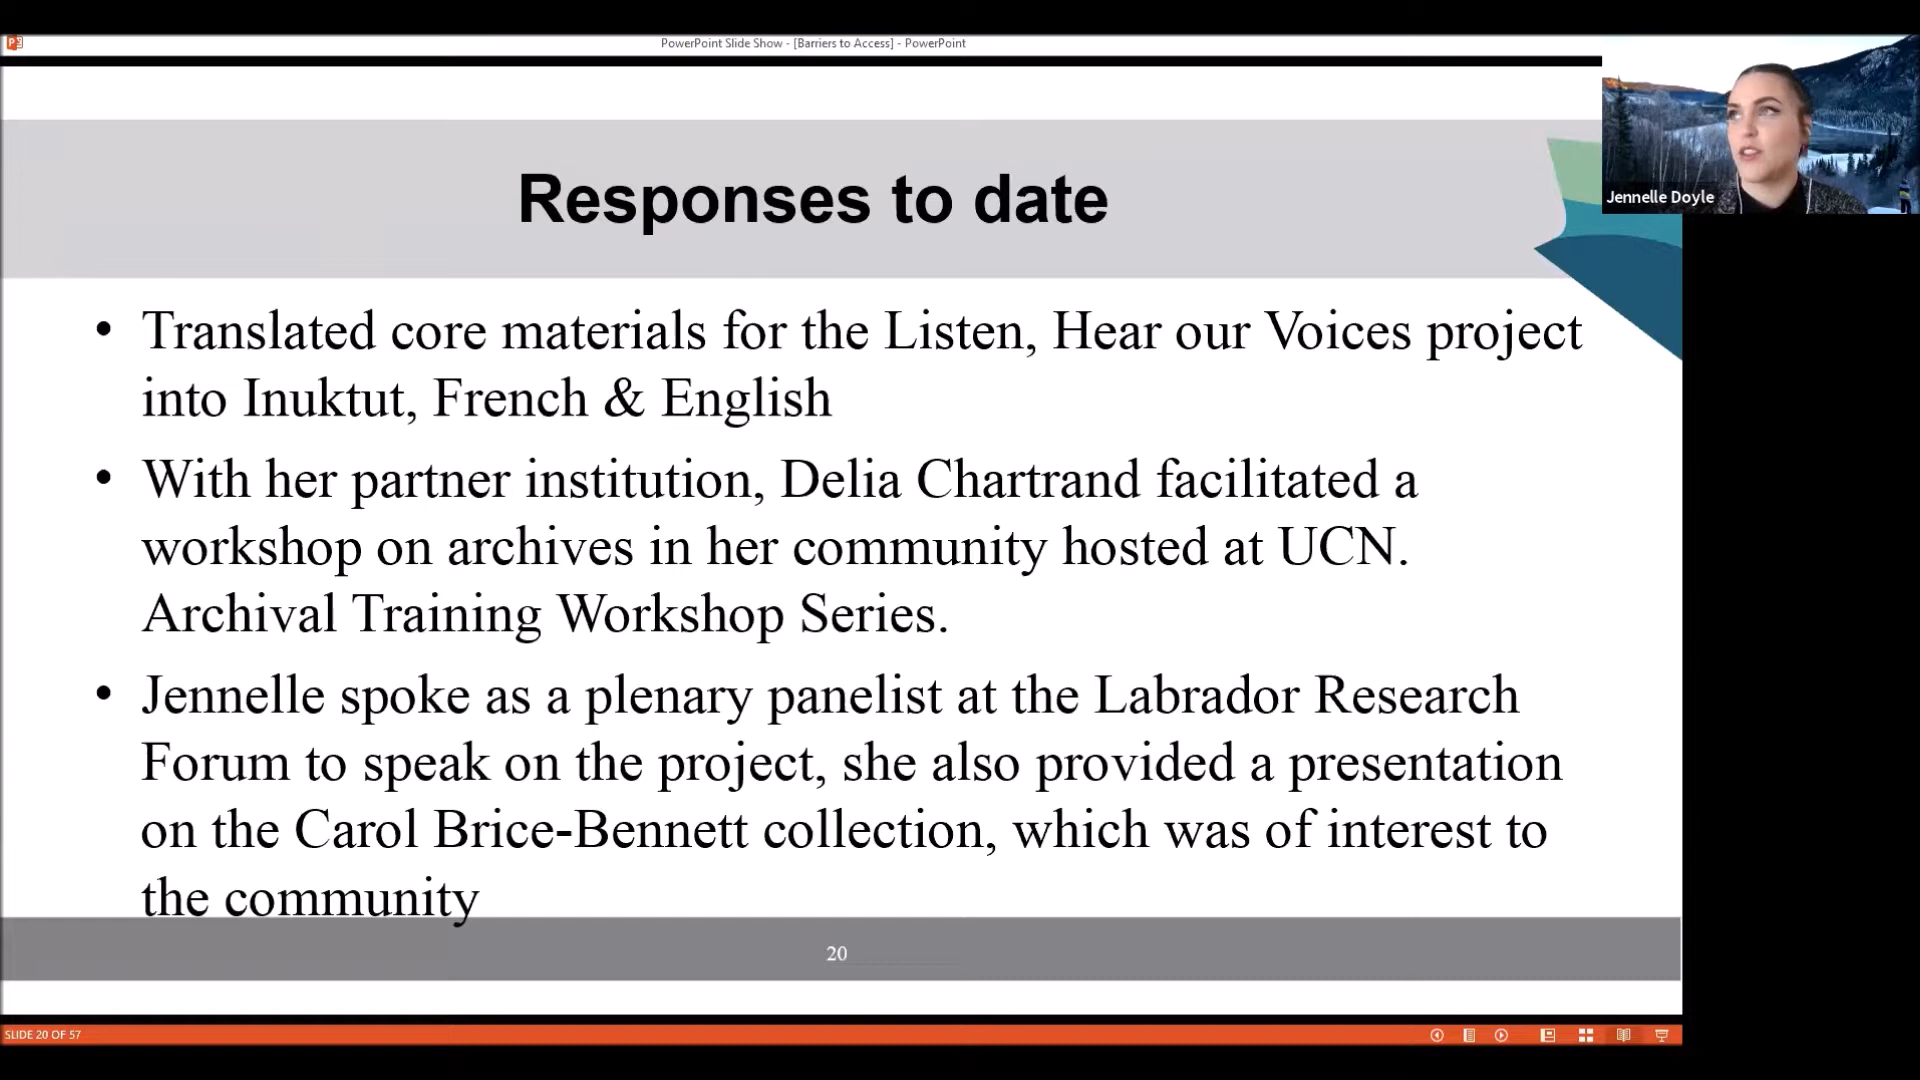 PowerPoint Slide Show - [Barriers to Access] - PowerPoint
Jennelle Doyle
Responses to date
• Translated core materials for the Listen, Hear our Voices project
into Inuktut, French & English
• With her partner institution, Delia Chartrand facilitated a
workshop on archives in her community hosted at UCN.
Archival Training Workshop Series.
• Jennelle spoke as a plenary panelist at the Labrador Research
Forum to speak on the project, she also provided a presentation
on the Carol Brice-Bennett collection, which was of interest to
the community
20
SLIDE 20 OF 57